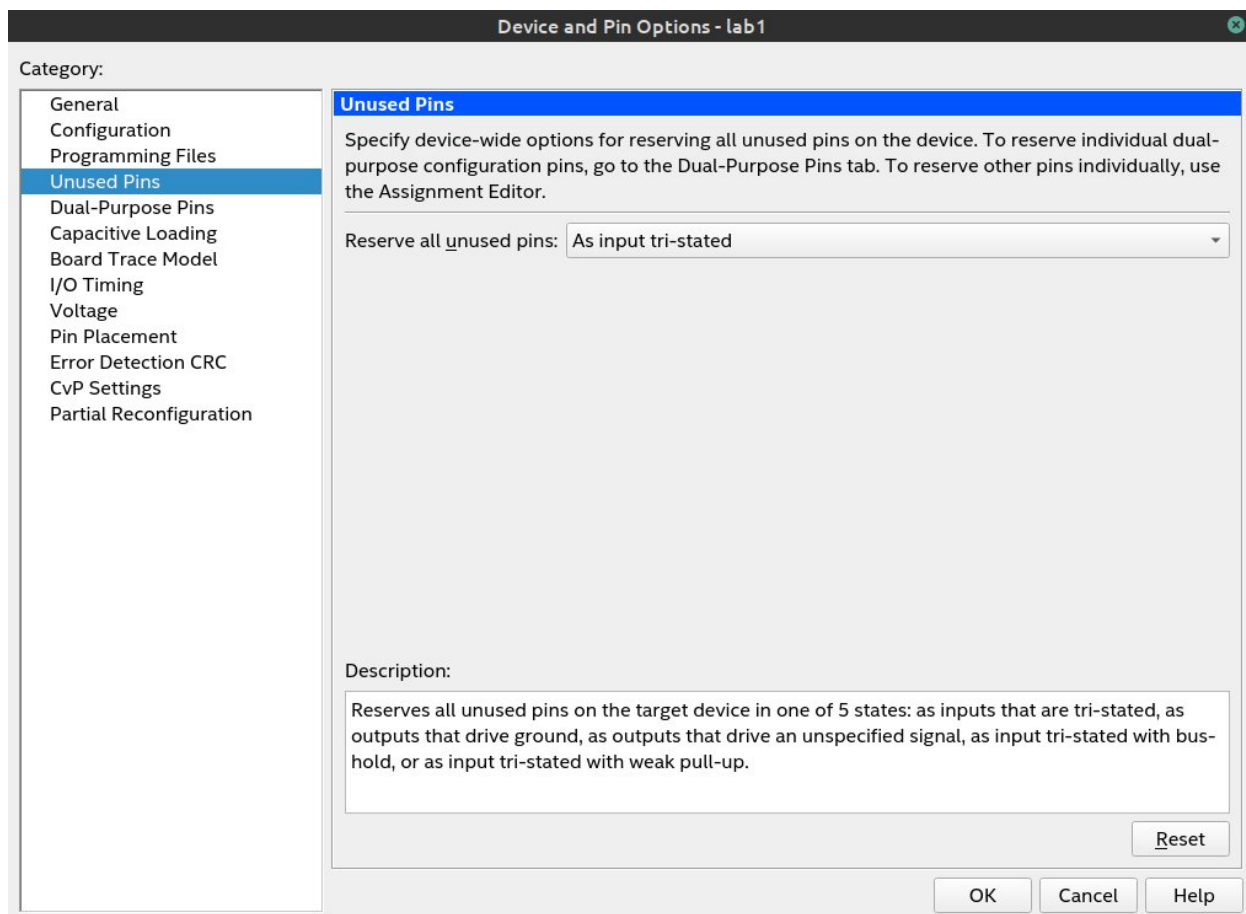 Device and Pin Options - lab1
Category:
General
Configuration
Programming Files
Unused Pins
Dual-Purpose Pins
Capacitive Loading
Board Trace Model
I/O Timing
Voltage
Pin Placement
Error Detection CRC
CvP Settings
Partial Reconfiguration
Unused Pins
Specify device-wide options for reserving all unused pins on the device. To reserve individual dual-
purpose configuration pins, go to the Dual-Purpose Pins tab. To reserve other pins individually, use
the Assignment Editor.
Reserve all unused pins: As input tri-stated
Description:
Reserves all unused pins on the target device in one of 5 states: as inputs that are tri-stated, as
outputs that drive ground, as outputs that drive an unspecified signal, as input tri-stated with bus-
hold, or as input tri-stated with weak pull-up.
Reset
OK Cancel Help